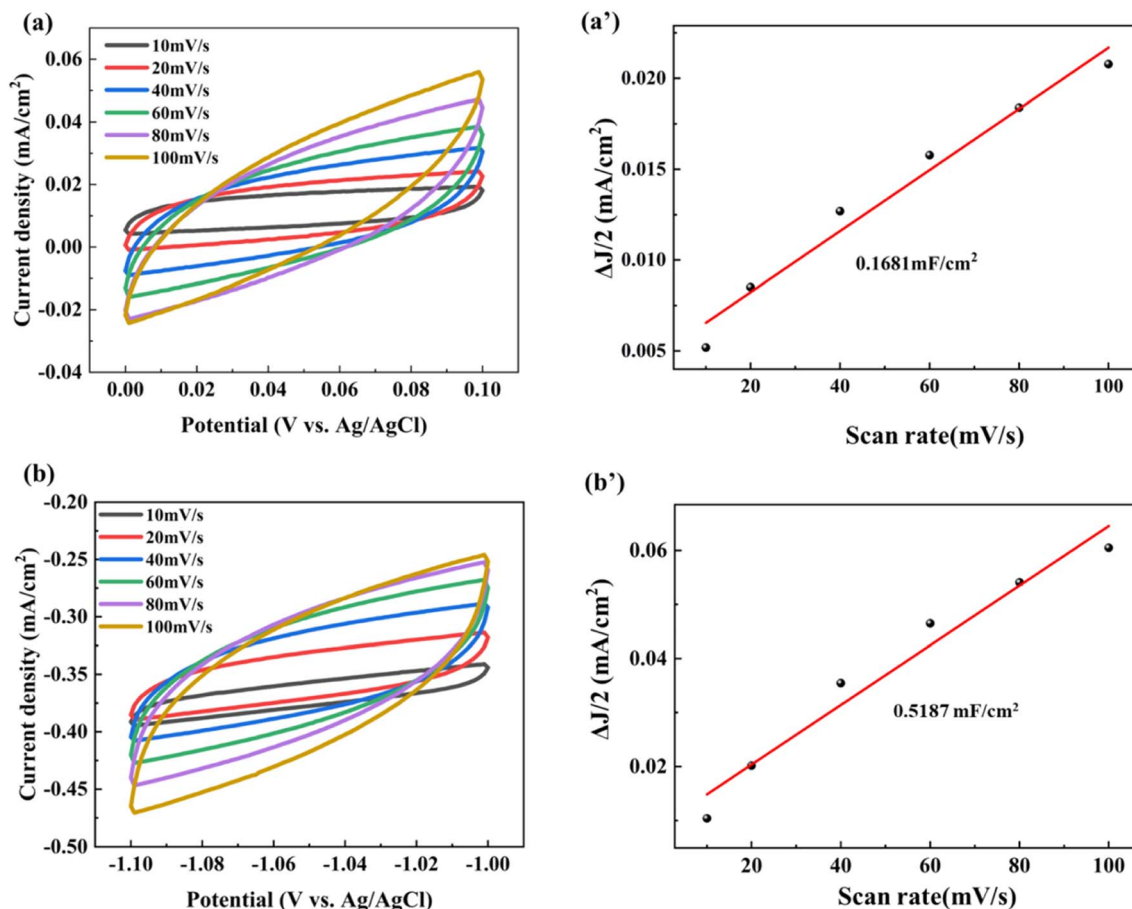 (a)
10mV/s
20mV/s
40mV/s
60mV/s
80mV/s
100mV/s
0.06
0.04
0.02
0.00
-0.02
-0.04
Current density (mA/cm²)
0.00 0.02 0.04 0.06 0.08 0.10
Potential (V vs. Ag/AgCl)
(a’)
0.020
0.015
0.010
0.005
ΔJ/2 (mA/cm²)
0.1681mF/cm²
20 40 60 80 100
Scan rate(mV/s)
(b)
-0.20
-0.25
-0.30
-0.35
-0.40
-0.45
-0.50
10mV/s
20mV/s
40mV/s
60mV/s
80mV/s
100mV/s
Current density (mA/cm²)
-1.10 -1.08 -1.06 -1.04 -1.02 -1.00
Potential (V vs. Ag/AgCl)
(b’)
0.06
0.04
0.02
ΔJ/2 (mA/cm²)
0.5187 mF/cm²
20 40 60 80 100
Scan rate(mV/s)